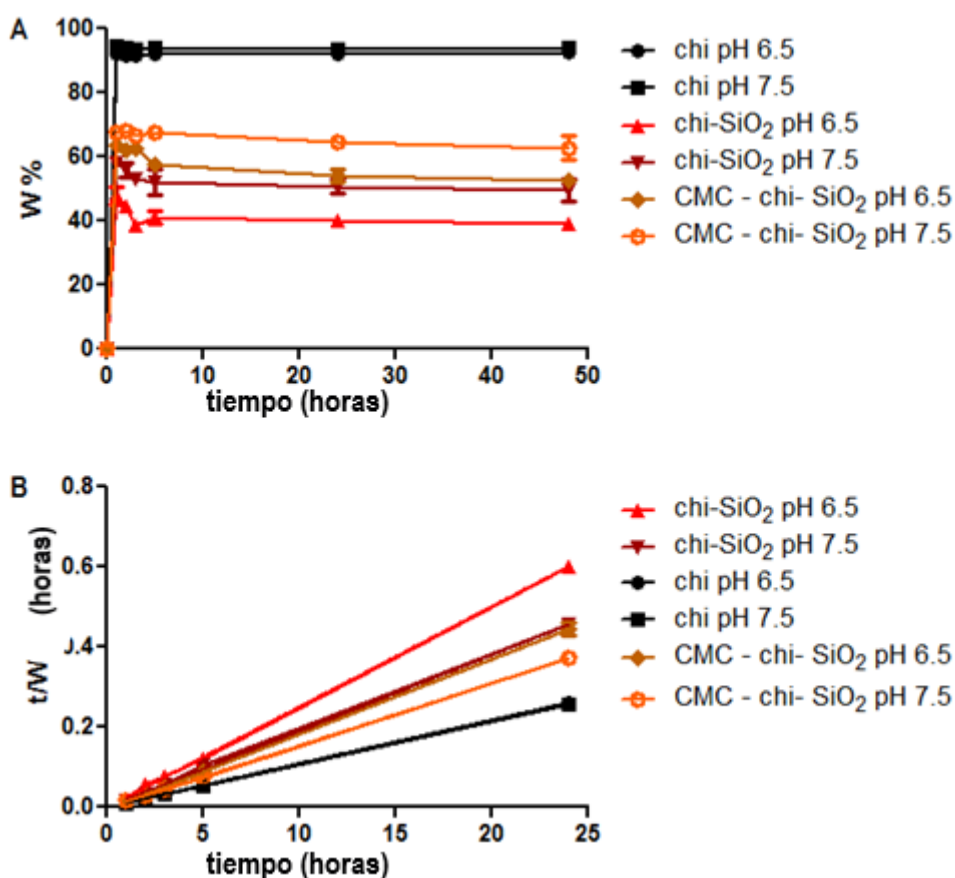 A
100
80
60
40
20
0
W %
0 10 20 30 40 50
tiempo (horas)
chi pH 6.5
chi pH 7.5
chi-SiO2 pH 6.5
chi-SiO2 pH 7.5
CMC - chi- SiO2 pH 6.5
CMC - chi- SiO2 pH 7.5
B
0.8
0.6
.4
0.2
0.0
t/W (horas)
0 5 10 15 20 25
tiempo (horas)
chi-SiO2 pH 6.5
chi-SiO2 pH 7.5
chi pH 6.5
chi pH 7.5
CMC - chi- SiO2 pH 6.5
CMC - chi- SiO2 pH 7.5